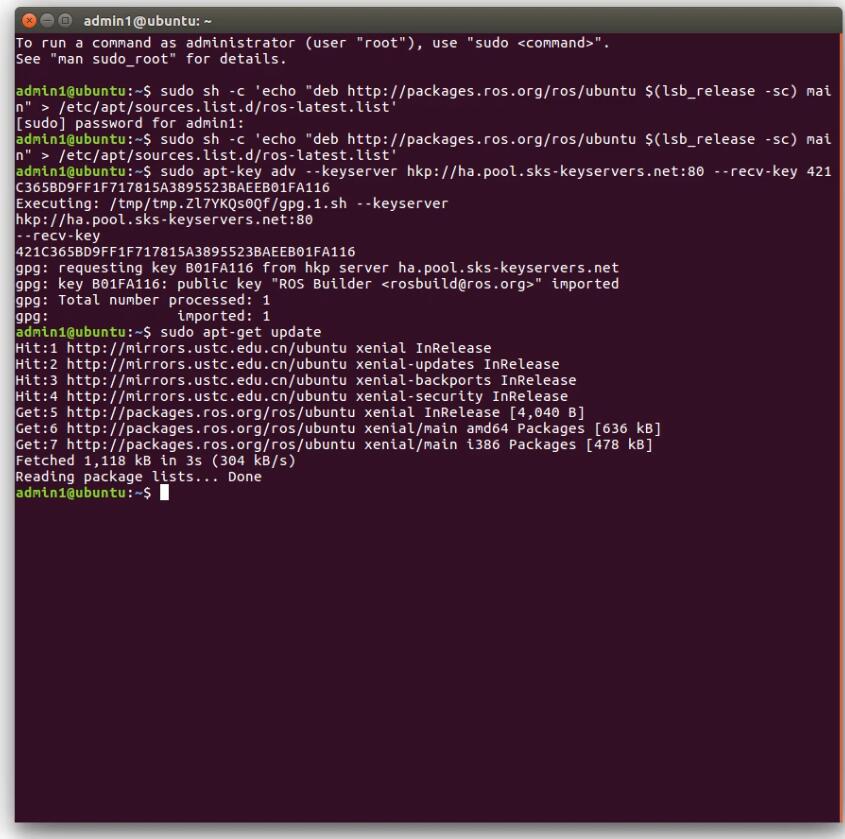 admin1@ubuntu: ~
To run a command as administrator (user "root"), use "sudo <command>".
See "man sudo_root" for details.
admin1@ubuntu:~$ sudo sh -c 'echo "deb http://packages.ros.org/ros/ubuntu $(lsb_release -sc) mai
n" > /etc/apt/sources.list.d/ros-latest.list'
[sudo] password for admin1:
admin1@ubuntu:~$ sudo sh -c 'echo "deb http://packages.ros.org/ros/ubuntu $(lsb_release -sc) mai
n" > /etc/apt/sources.list.d/ros-latest.list'
admin1@ubuntu:~$ sudo apt-key adv --keyserver hkp://ha.pool.sks-keyservers.net:80 --recv-key 421
C365BD9FF1F717815A3895523BAEEB01FA116
Executing: /tmp/tmp.Zl7YKQs0Qf/gpg.1.sh --keyserver
hkp://ha.pool.sks-keyservers.net:80
--recv-key
421C365BD9FF1F717815A3895523BAEEB01FA116
gpg: requesting key B01FA116 from hkp server ha.pool.sks-keyservers.net
gpg: key B01FA116: public key "ROS Builder <rosbuild@ros.org>" imported
gpg: Total number processed: 1
gpg:               imported: 1
admin1@ubuntu:~$ sudo apt-get update
Hit:1 http://mirrors.ustc.edu.cn/ubuntu xenial InRelease
Hit:2 http://mirrors.ustc.edu.cn/ubuntu xenial-updates InRelease
Hit:3 http://mirrors.ustc.edu.cn/ubuntu xenial-backports InRelease
Hit:4 http://mirrors.ustc.edu.cn/ubuntu xenial-security InRelease
Get:5 http://packages.ros.org/ros/ubuntu xenial InRelease [4,040 B]
Get:6 http://packages.ros.org/ros/ubuntu xenial/main amd64 Packages [636 kB]
Get:7 http://packages.ros.org/ros/ubuntu xenial/main i386 Packages [478 kB]
Fetched 1,118 kB in 3s (304 kB/s)
Reading package lists... Done
admin1@ubuntu:~$